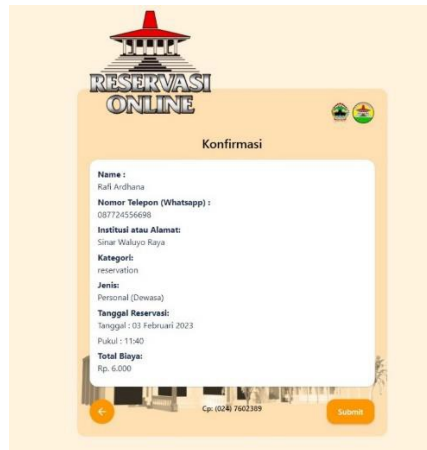 RESERVASI
ONLINE
Konfirmasi
Name :
Rafi Ardhana
Nomor Telepon (Whatsapp) :
087724556698
Institusi atau Alamat:
Sinar Waluyo Raya
Kategori:
reservation
Jenis:
Personal (Dewasa)
Tanggal Reservasi:
Tanggal : 03 Februari 2023
Pukul : 11:40
Total Biaya:
Rp. 6.000
Cp: (024) 7602389
Submit